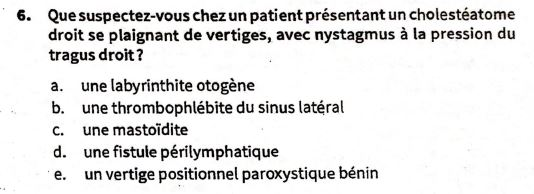 6. Que suspectez-vous chez un patient présentant un cholestéatome
droit se plaignant de vertiges, avec nystagmus à la pression du
tragus droit ?
a. une labyrinthite otogène
b. une thrombophlébite du sinus latéral
c. une mastoïdite
d. une fistule périlymphatique
e. un vertige positionnel paroxystique bénin